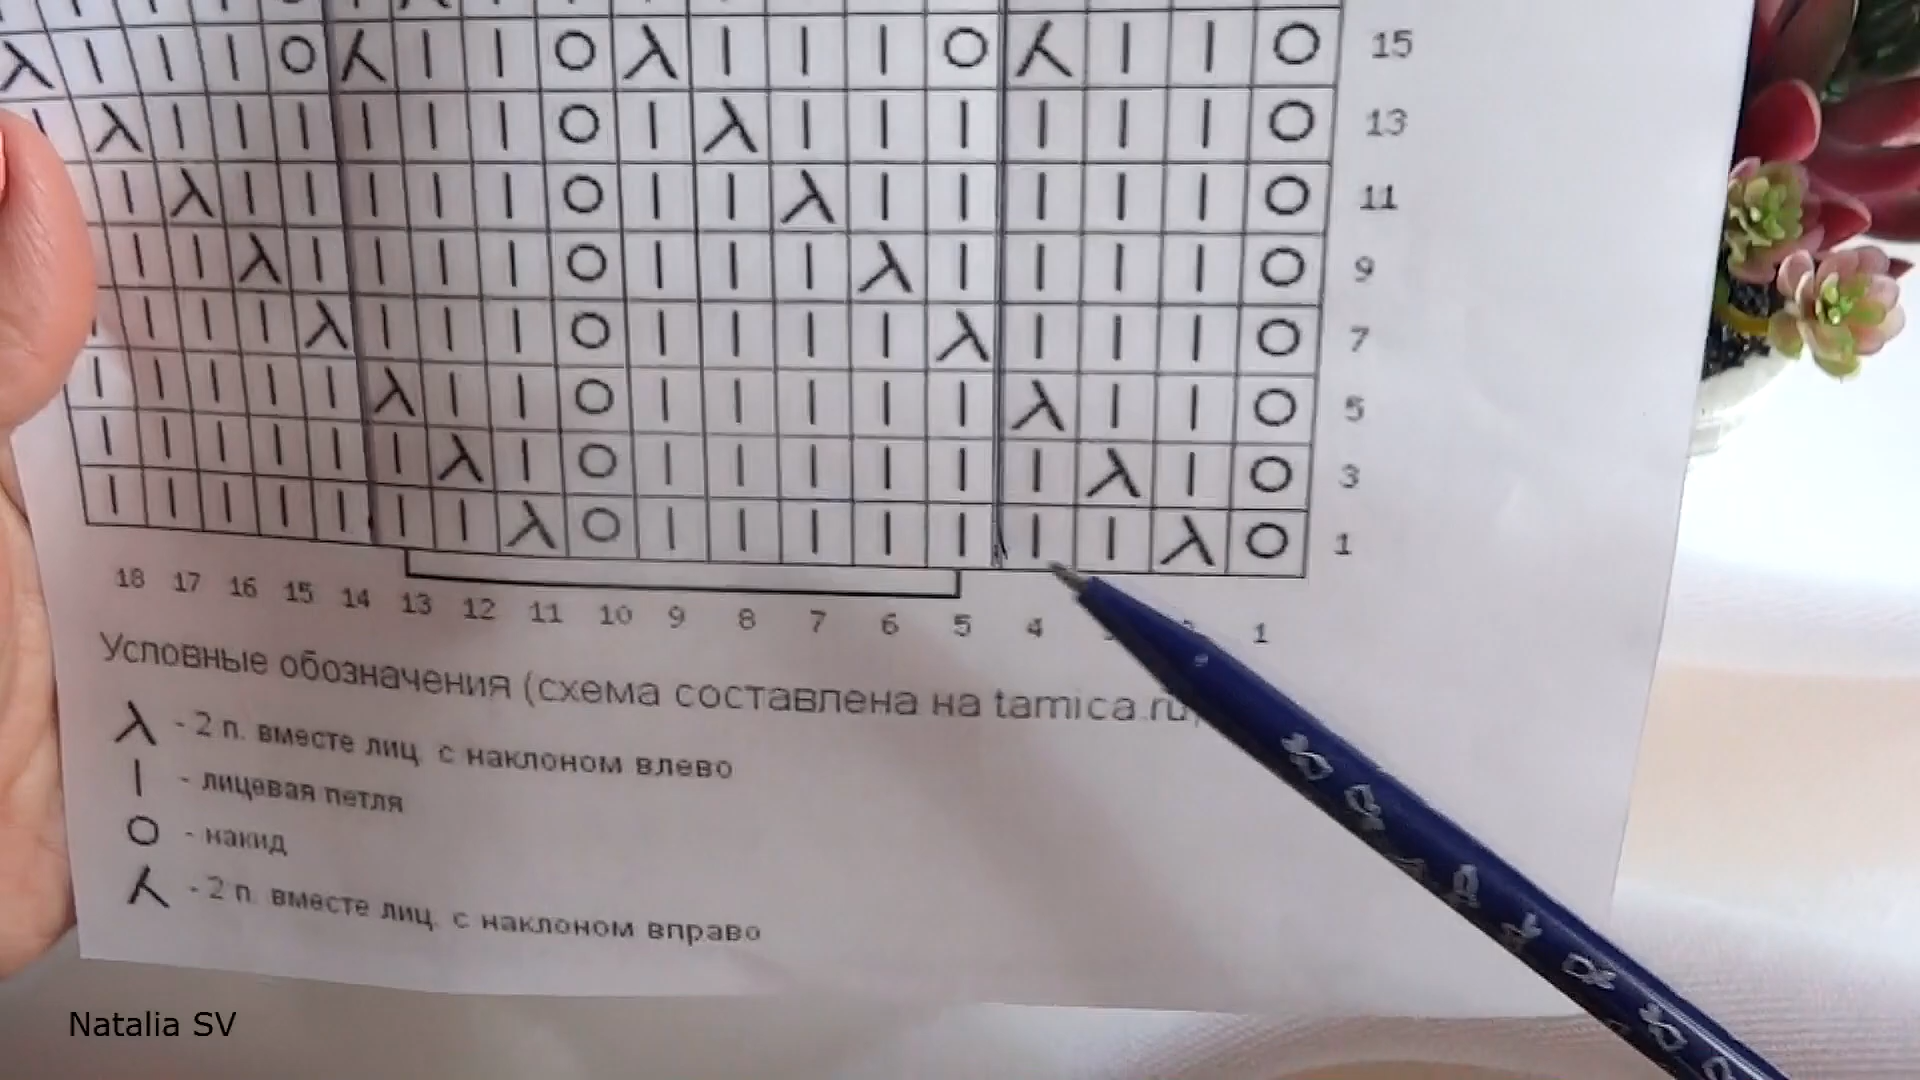 15
13
11
9
7
5
3
1
18 17 16 15 14 13 12 11 10 9 8 7 6 5 4 1
Условные обозначения (схема составлена на tamica.ru)
λ - 2 п. вместе лиц. с наклоном влево
| - лицевая петля
O - накид
- 2 п. вместе лиц. с наклоном вправо
Natalia SV